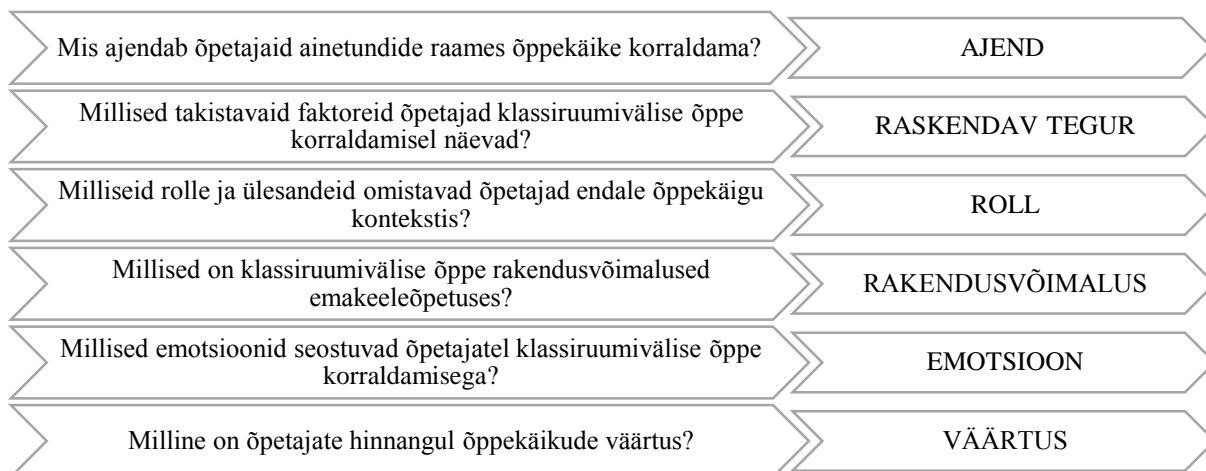 Mis ajendab õpetajaid ainetundide raames õppekäike korraldama?
AJEND
Millised takistavaid faktoreid õpetajad klassiruumivälise õppe
korraldamisel näevad?
RASKENDAV TEGUR
Milliseid rolle ja ülesandeid omistavad õpetajad endale õppekäigu
kontekstis?
ROLL
Millised on klassiruumivälise õppe rakendusvõimalused
emakeeleõpetuses?
RAKENDUSVÕIMALUS
Millised emotsioonid seostuvad õpetajatel klassiruumivälise õppe
korraldamisega?
EMOTSIOON
Milline on õpetajate hinnangul õppekäikude väärtus?
VÄÄRTUS